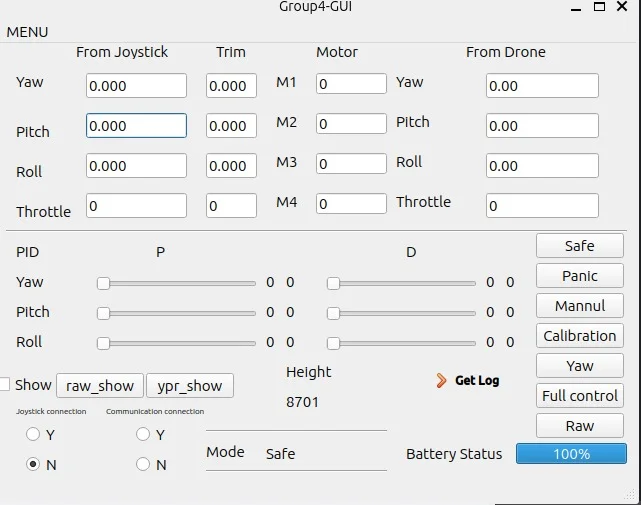 Group4-GUI
MENU
From Joystick Trim Motor From Drone
Yaw 0.000 0.000 M1 0 Yaw 0.00
Pitch 0.000 0.000 M2 0 Pitch 0.00
Roll 0.000 0.000 M3 0 Roll 0.00
Throttle 0 0 M4 0 Throttle 0
PID P D Safe
Panic
Yaw 0 0 0 0
Mannul
Pitch 0 0 0 0
Calibration
Roll 0 0 0 0
Yaw
Show raw_show ypr_show Height Get Log
8701 Full control
Joystick connection Communication connection
Raw
Y Y
N N Mode Safe Battery Status 100%